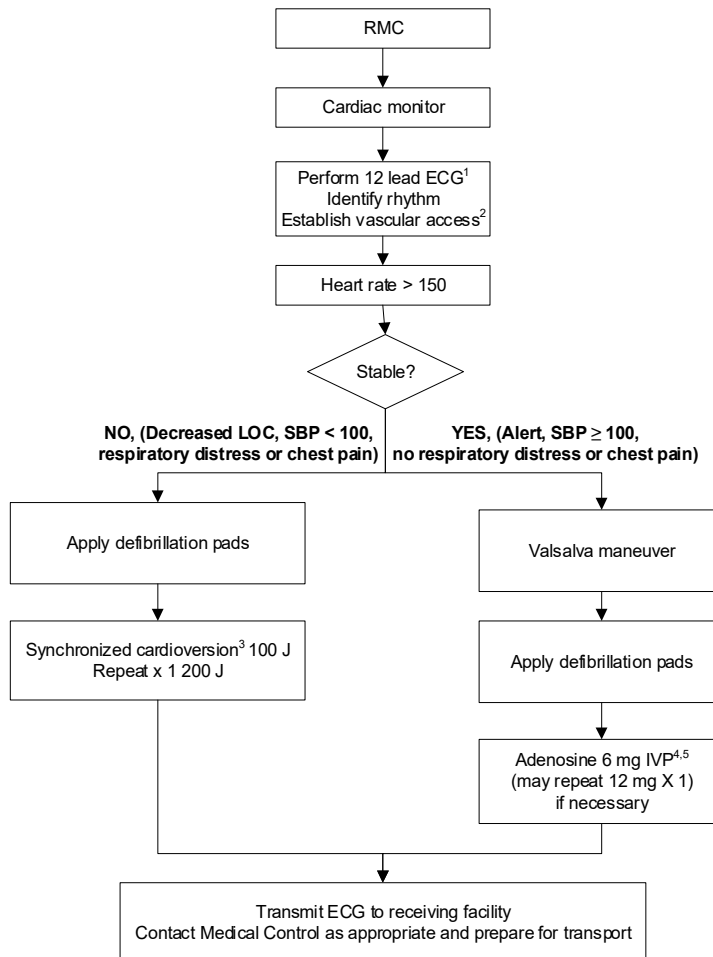 RMC
Cardiac monitor
Perform 12 lead ECG¹
Identify rhythm
Establish vascular access²
Heart rate > 150
Stable?
NO, (Decreased LOC, SBP < 100,
respiratory distress or chest pain)
YES, (Alert, SBP ≥ 100,
no respiratory distress or chest pain)
Apply defibrillation pads
Synchronized cardioversion³ 100 J
Repeat x 1 200 J
Valsalva maneuver
Apply defibrillation pads
Adenosine 6 mg IVP⁴,⁵
(may repeat 12 mg X 1)
if necessary
Transmit ECG to receiving facility
Contact Medical Control as appropriate and prepare for transport